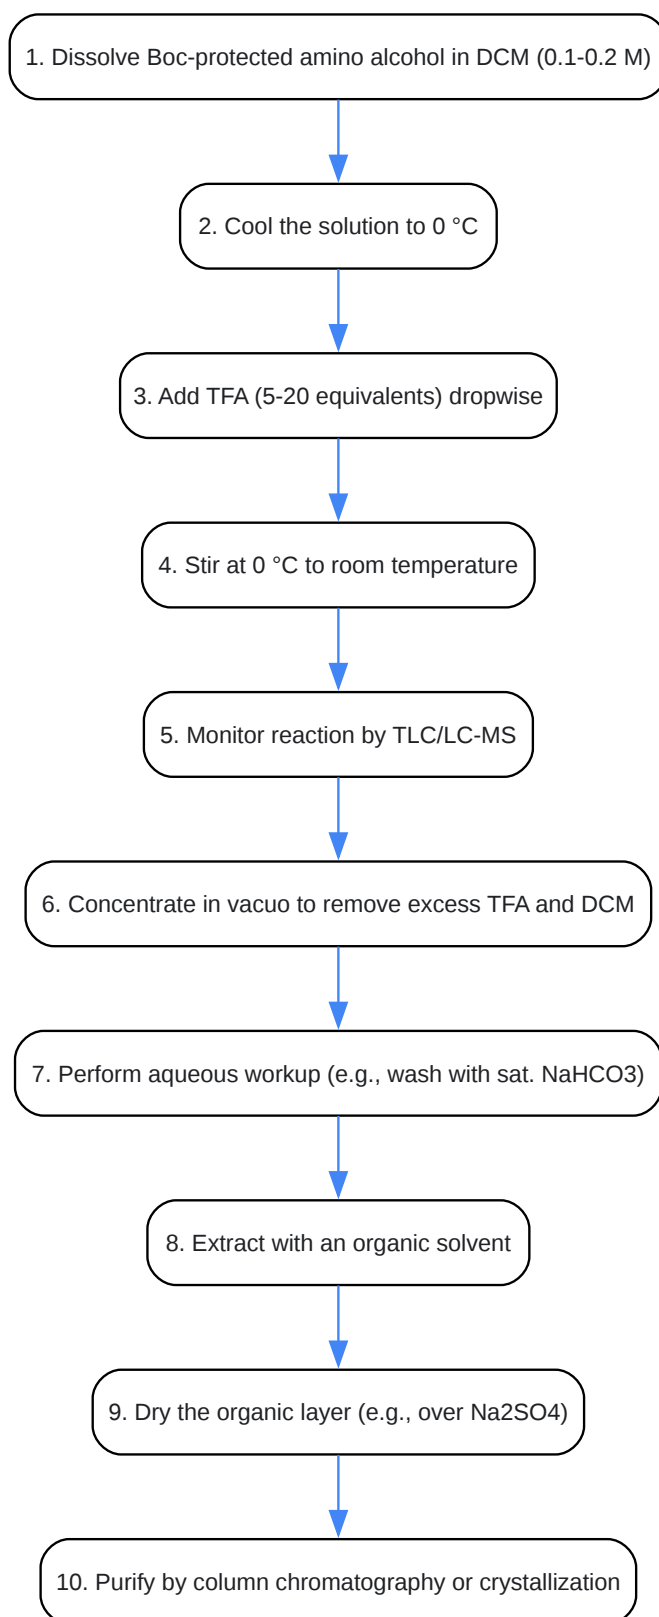 1. Dissolve Boc-protected amino alcohol in DCM (0.1-0.2 M)
2. Cool the solution to 0 °C
3. Add TFA (5-20 equivalents) dropwise
4. Stir at 0 °C to room temperature
5. Monitor reaction by TLC/LC-MS
6. Concentrate in vacuo to remove excess TFA and DCM
7. Perform aqueous workup (e.g., wash with sat. NaHCO3)
8. Extract with an organic solvent
9. Dry the organic layer (e.g., over Na2SO4)
10. Purify by column chromatography or crystallization